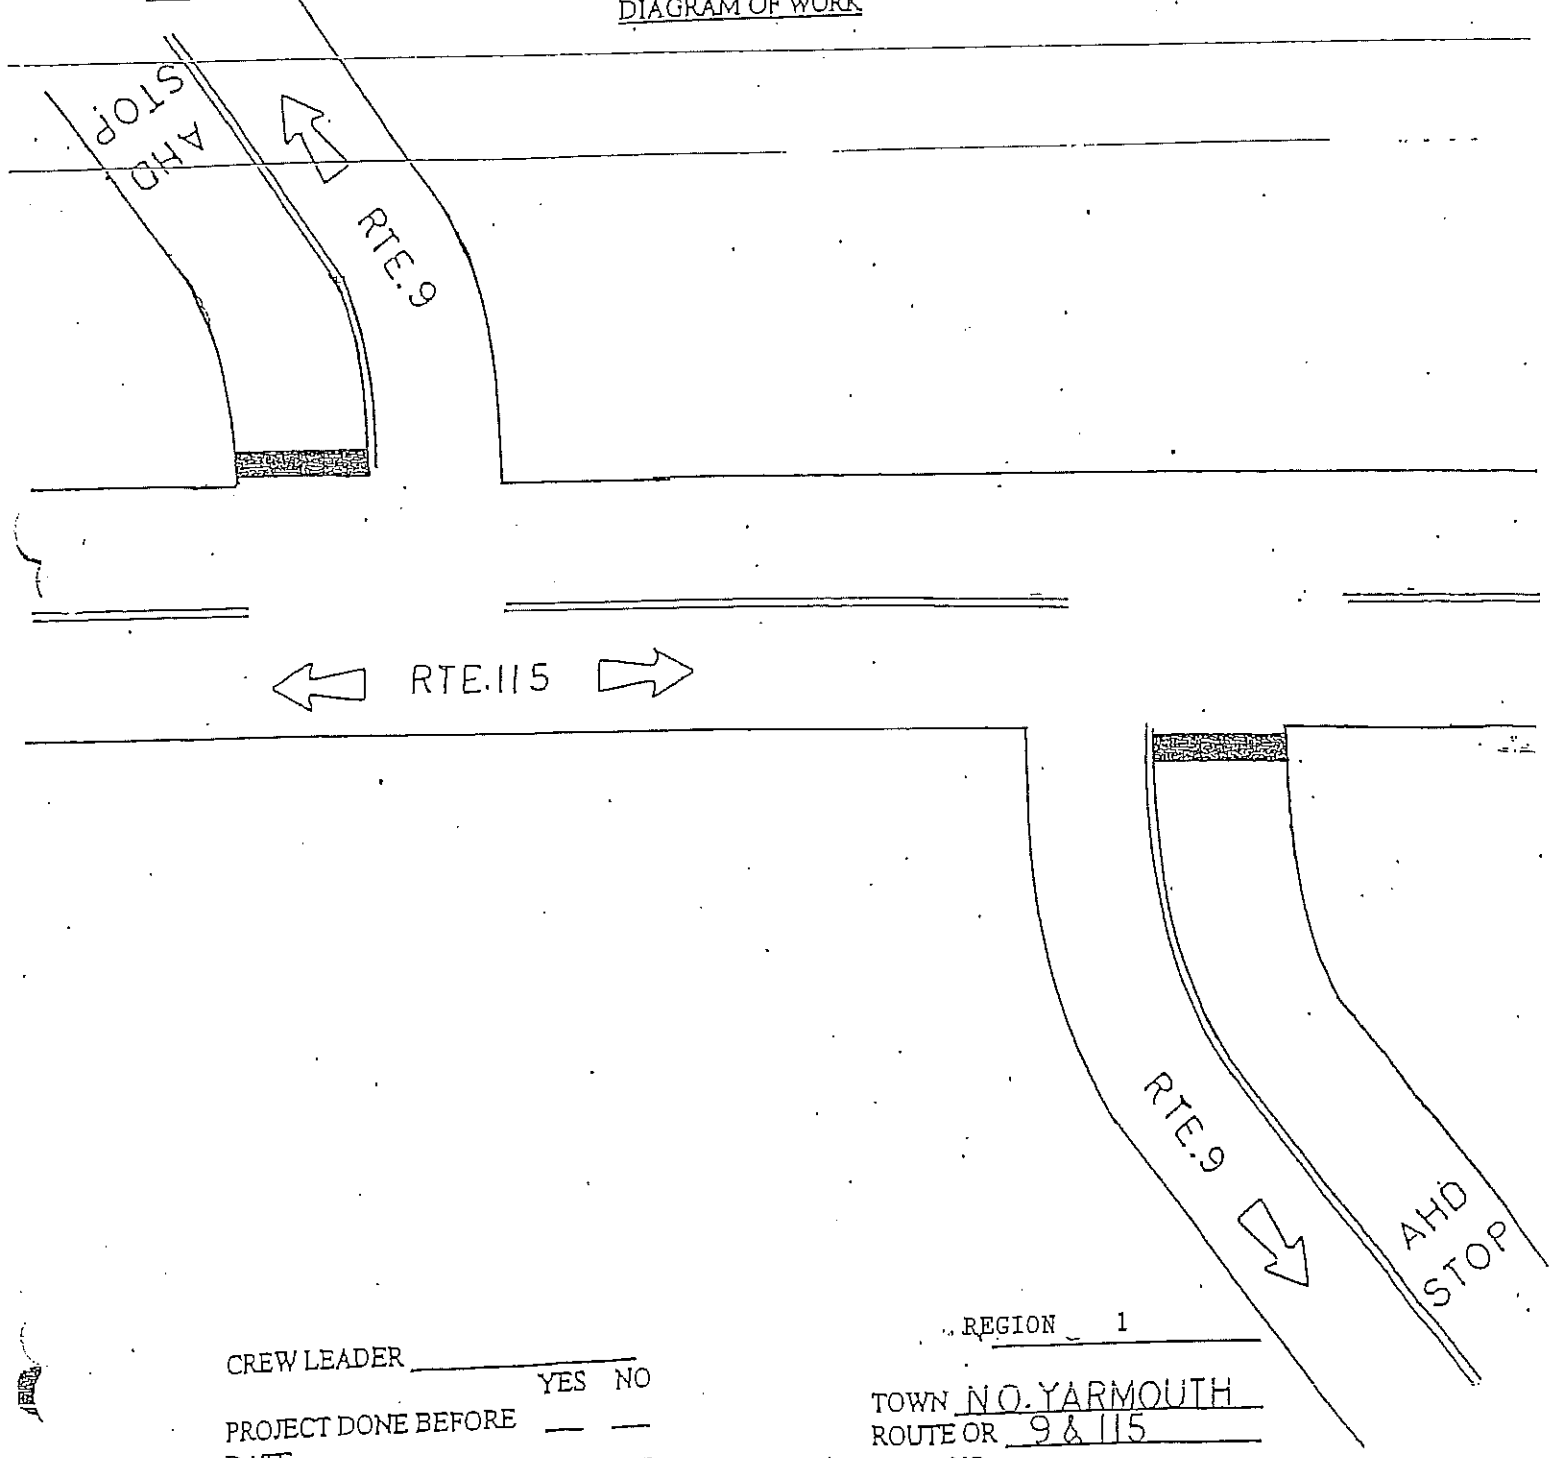 DIAGRAM OF WORK
STOP
AHD
RTE.9
RTE.115
RTE.9
AHD
STOP
REGION 1
CREW LEADER
YES NO
TOWN NO. YARMOUTH
PROJECT DONE BEFORE
ROUTE OR 9 & 115